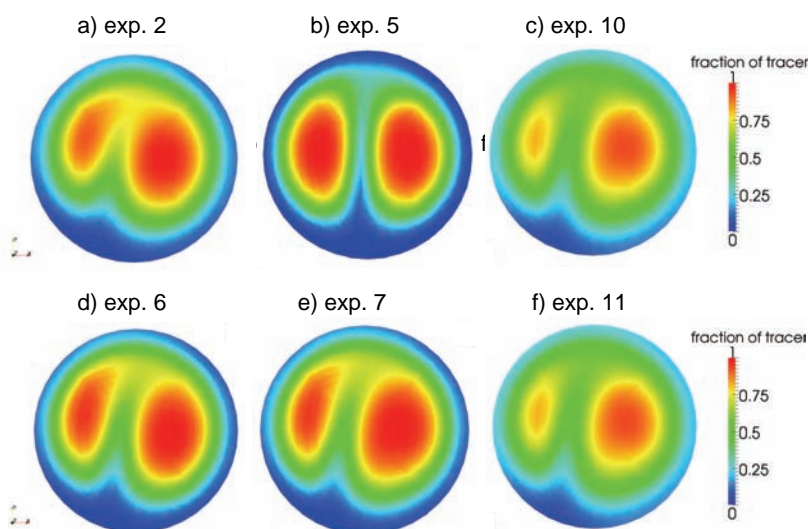 a) exp. 2
b) exp. 5
c) exp. 10
fraction of tracer
1
0.75
0.5
0.25
0
d) exp. 6
e) exp. 7
f) exp. 11
fraction of tracer
1
0.75
0.5
0.25
0